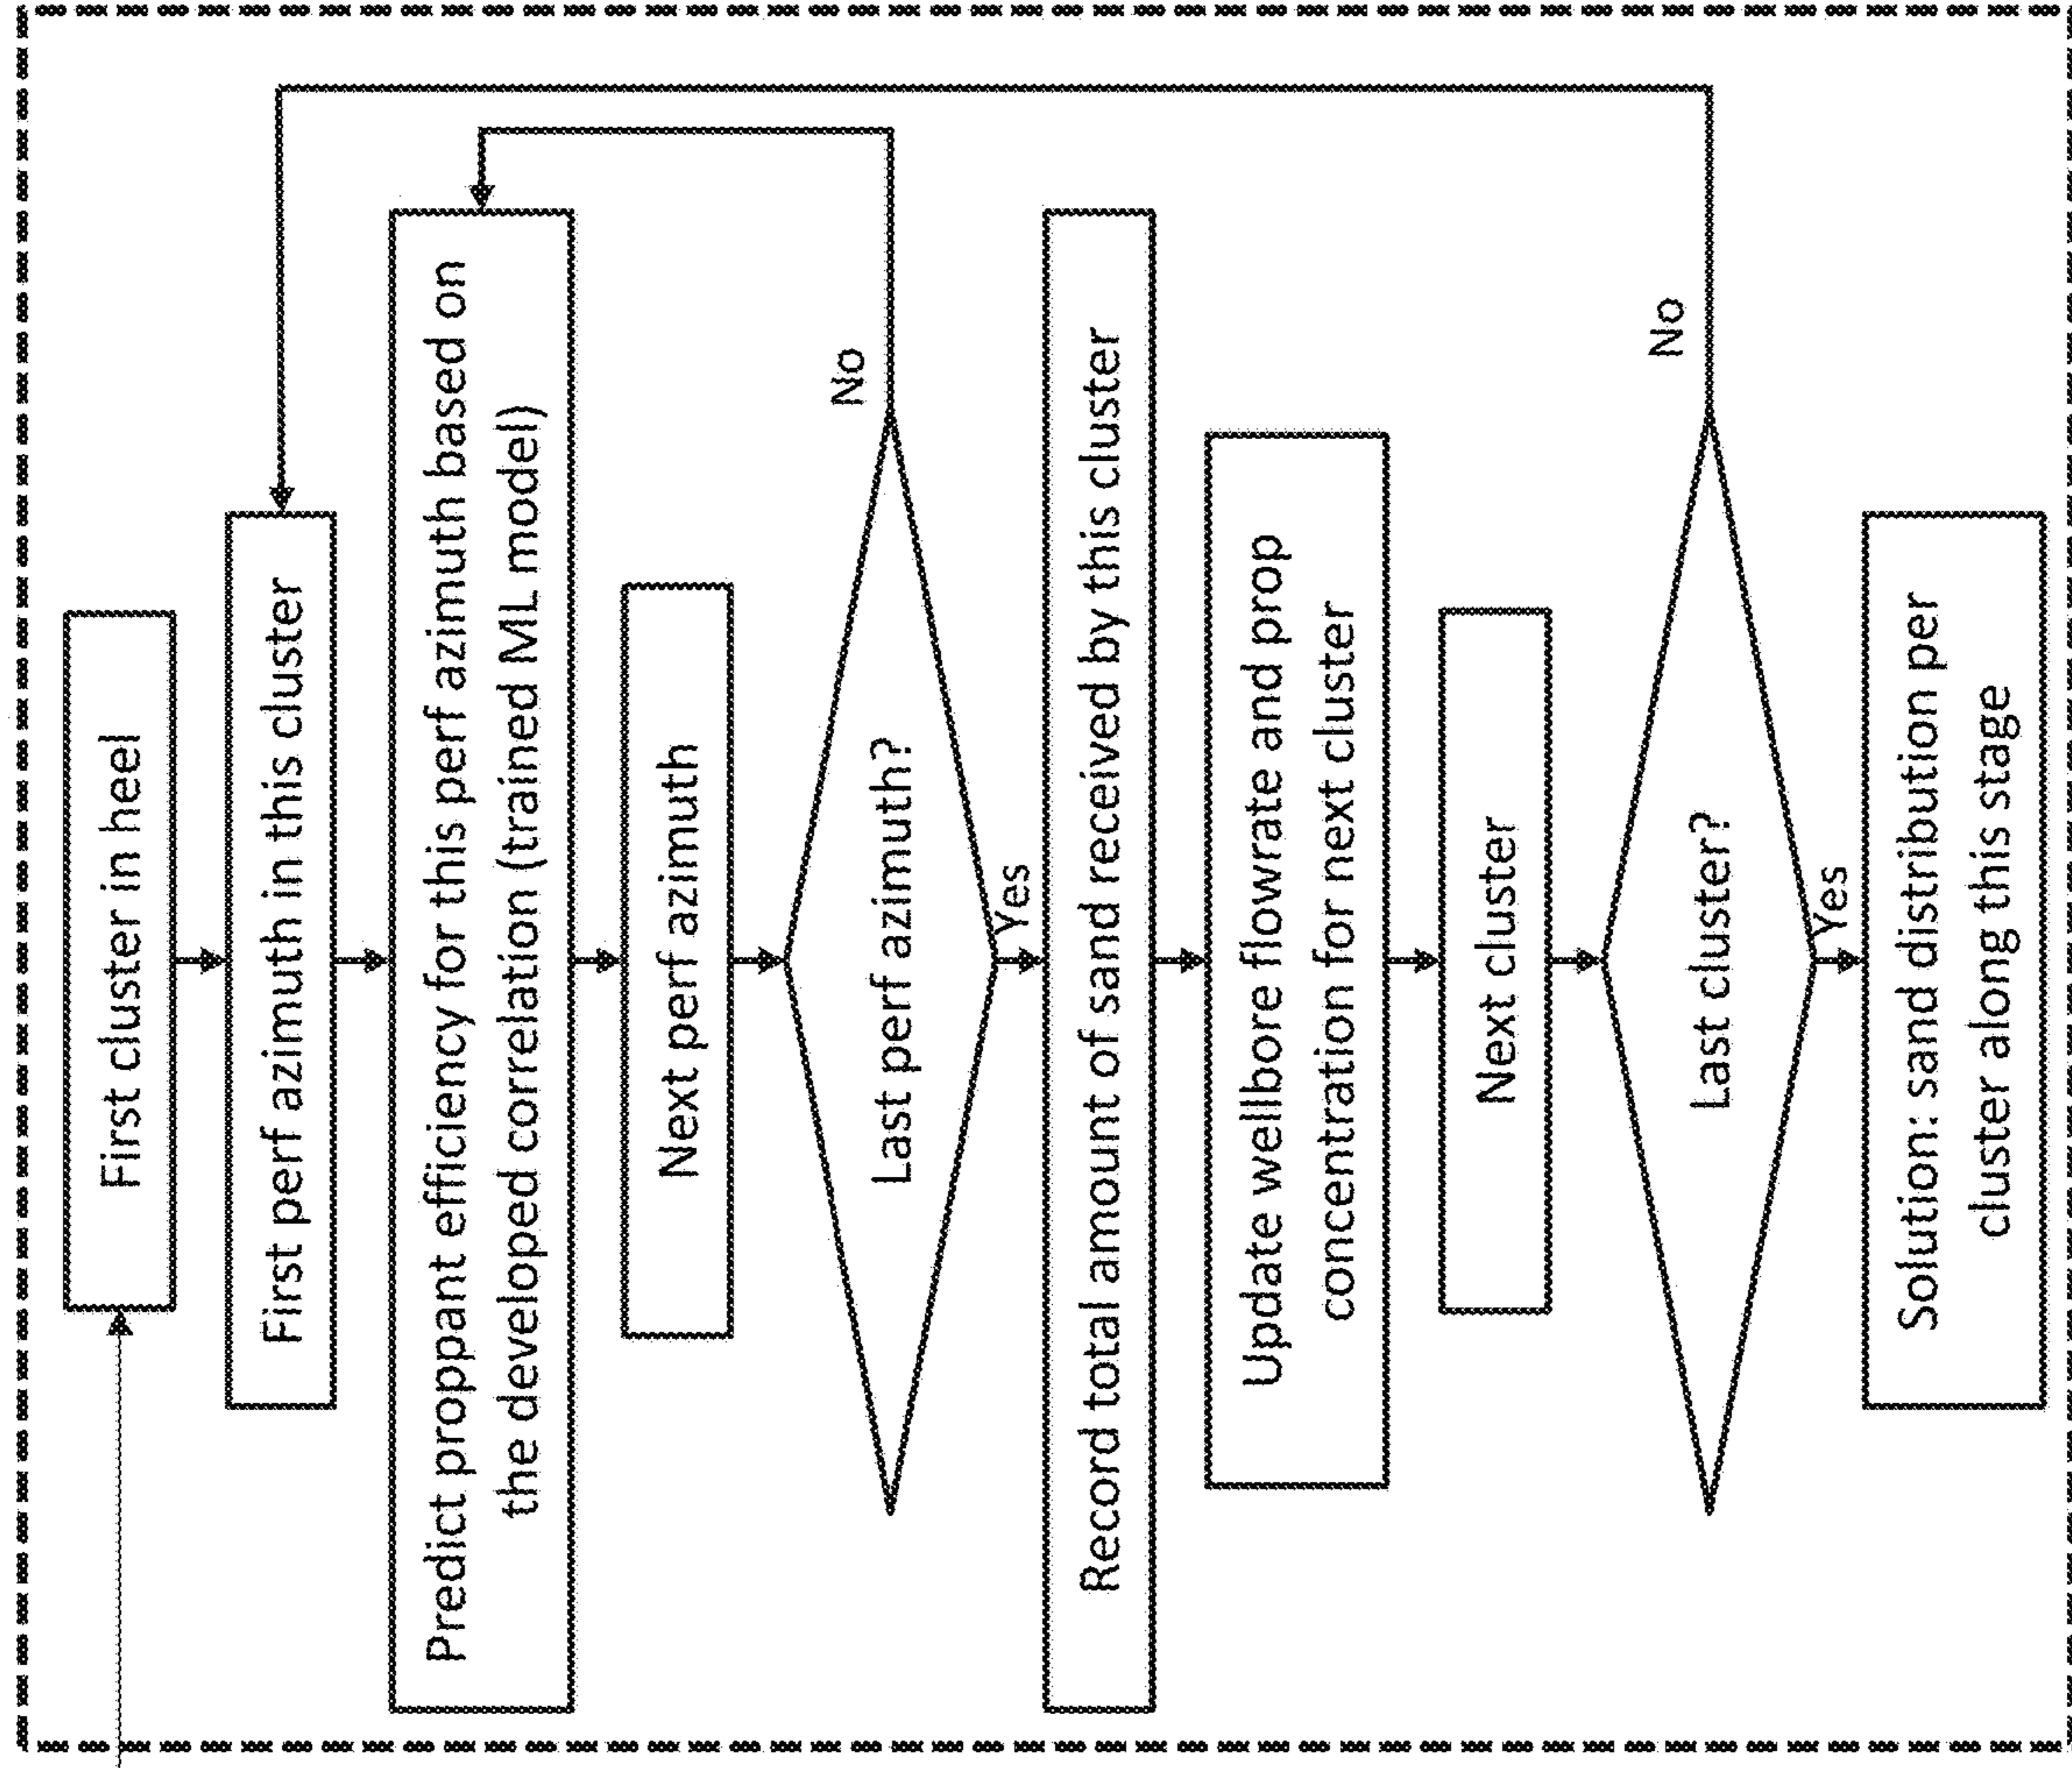 First cluster in heel
First perf azimuth in this cluster
Predict proppant efficiency for this perf azimuth based on
the developed correlation (trained ML model)
Next perf azimuth
Last perf azimuth?
No
Yes
Record total amount of sand received by this cluster
Update wellbore flowrate and prop
concentration for next cluster
Next cluster
Last cluster?
No
Yes
Solution: sand distribution per
cluster along this stage